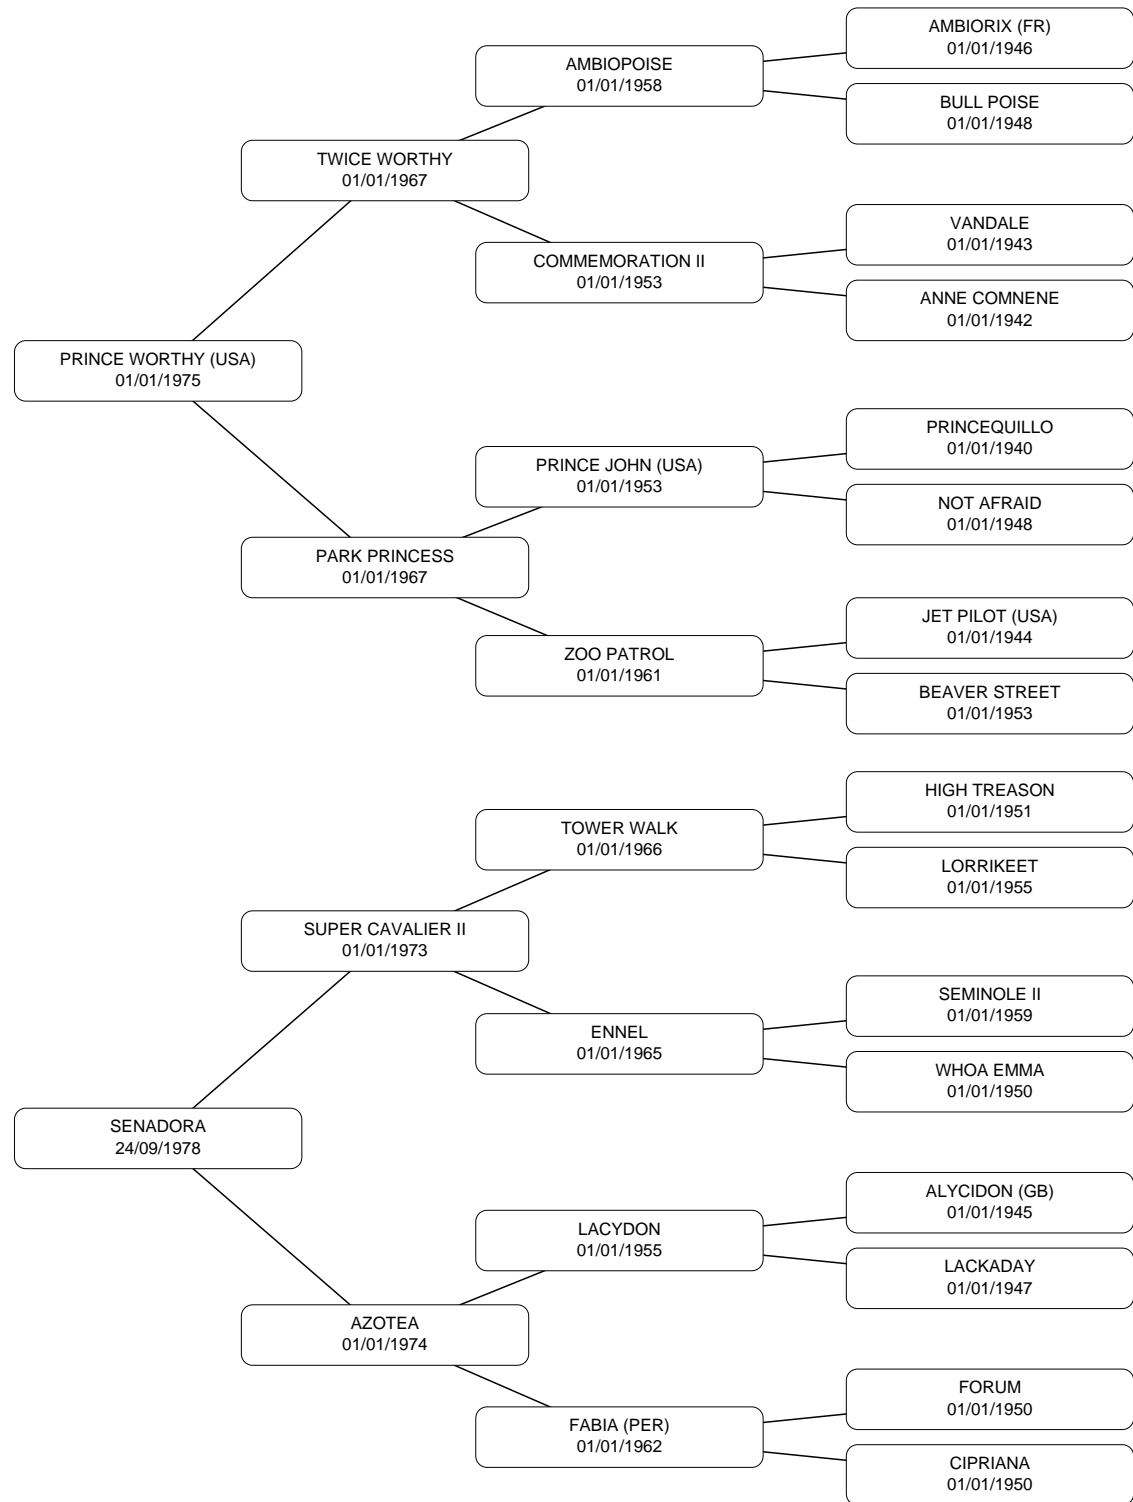 AMBIORIX (FR)
01/01/1946
AMBIOPOISE
01/01/1958
BULL POISE
01/01/1948
TWICE WORTHY
01/01/1967
VANDALE
01/01/1943
COMMEMORATION II
01/01/1953
ANNE COMNENE
01/01/1942
PRINCE WORTHY (USA)
01/01/1975
PRINCEQUILLO
01/01/1940
PRINCE JOHN (USA)
01/01/1953
NOT AFRAID
01/01/1948
PARK PRINCESS
01/01/1967
JET PILOT (USA)
01/01/1944
ZOO PATROL
01/01/1961
BEAVER STREET
01/01/1953
HIGH TREASON
01/01/1951
TOWER WALK
01/01/1966
LORRIKEET
01/01/1955
SUPER CAVALIER II
01/01/1973
SEMINOLE II
01/01/1959
ENNEL
01/01/1965
WHOA EMMA
01/01/1950
SENADORA
24/09/1978
ALYCIDON (GB)
01/01/1945
LACYDON
01/01/1955
LACKADAY
01/01/1947
AZOTEA
01/01/1974
FORUM
01/01/1950
FABIA (PER)
01/01/1962
CIPRIANA
01/01/1950